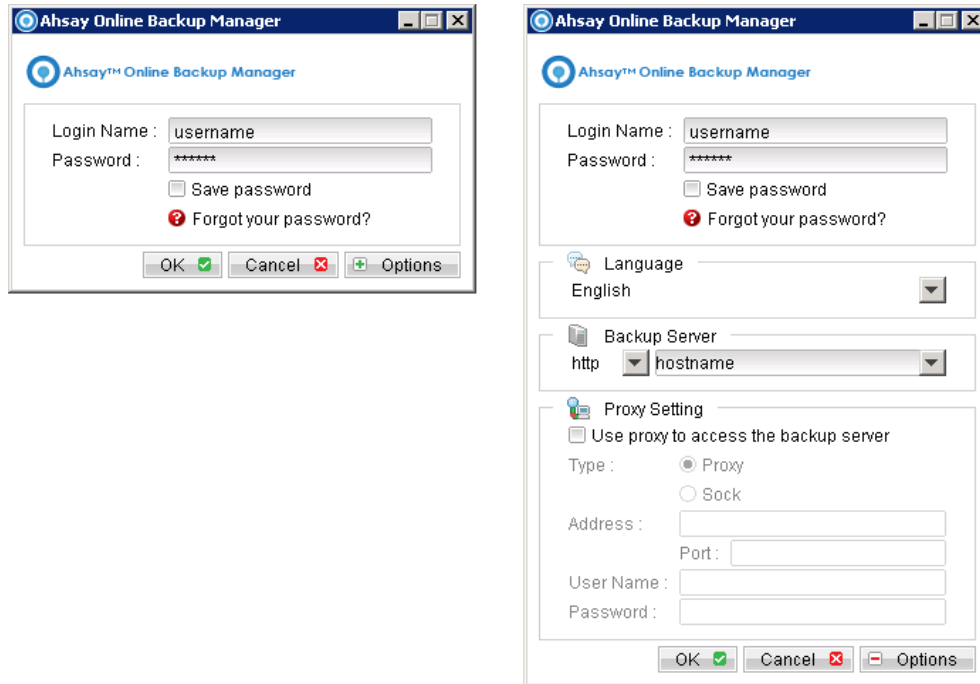 Ahsay Online Backup Manager
Ahsay™ Online Backup Manager
Login Name : username
Password : ******
Save password
Forgot your password?
OK Cancel Options
Ahsay Online Backup Manager
Ahsay™ Online Backup Manager
Login Name : username
Password : ******
Save password
Forgot your password?
Language
English
Backup Server
http hostname
Proxy Setting
Use proxy to access the backup server
Type : Proxy
Sock
Address :
Port :
User Name :
Password :
OK Cancel Options